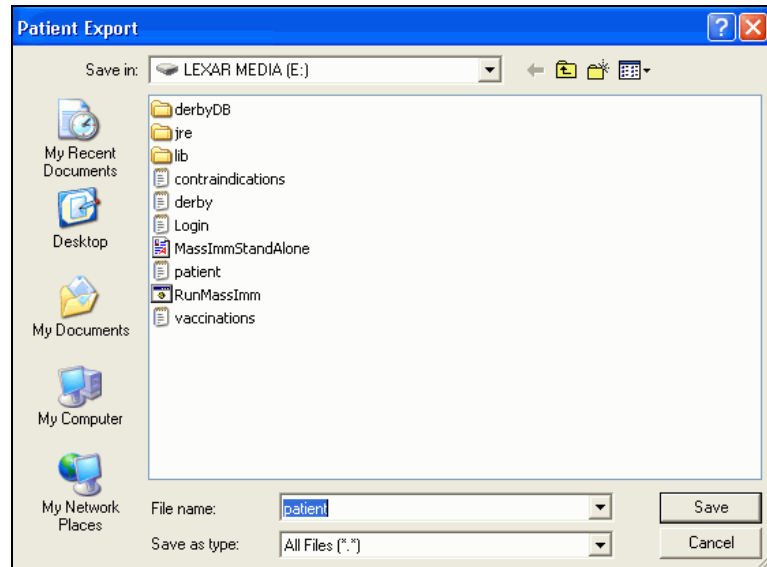 Patient Export
Save in:
LEXAR MEDIA (E:)
My Recent
Documents
Desktop
My Documents
My Computer
My Network
Places
derbyDB
jre
lib
contraindications
derby
Login
MassImmStandAlone
patient
RunMassImm
vaccinations
File name:
patient
Save
Save as type:
All Files (*.*)
Cancel